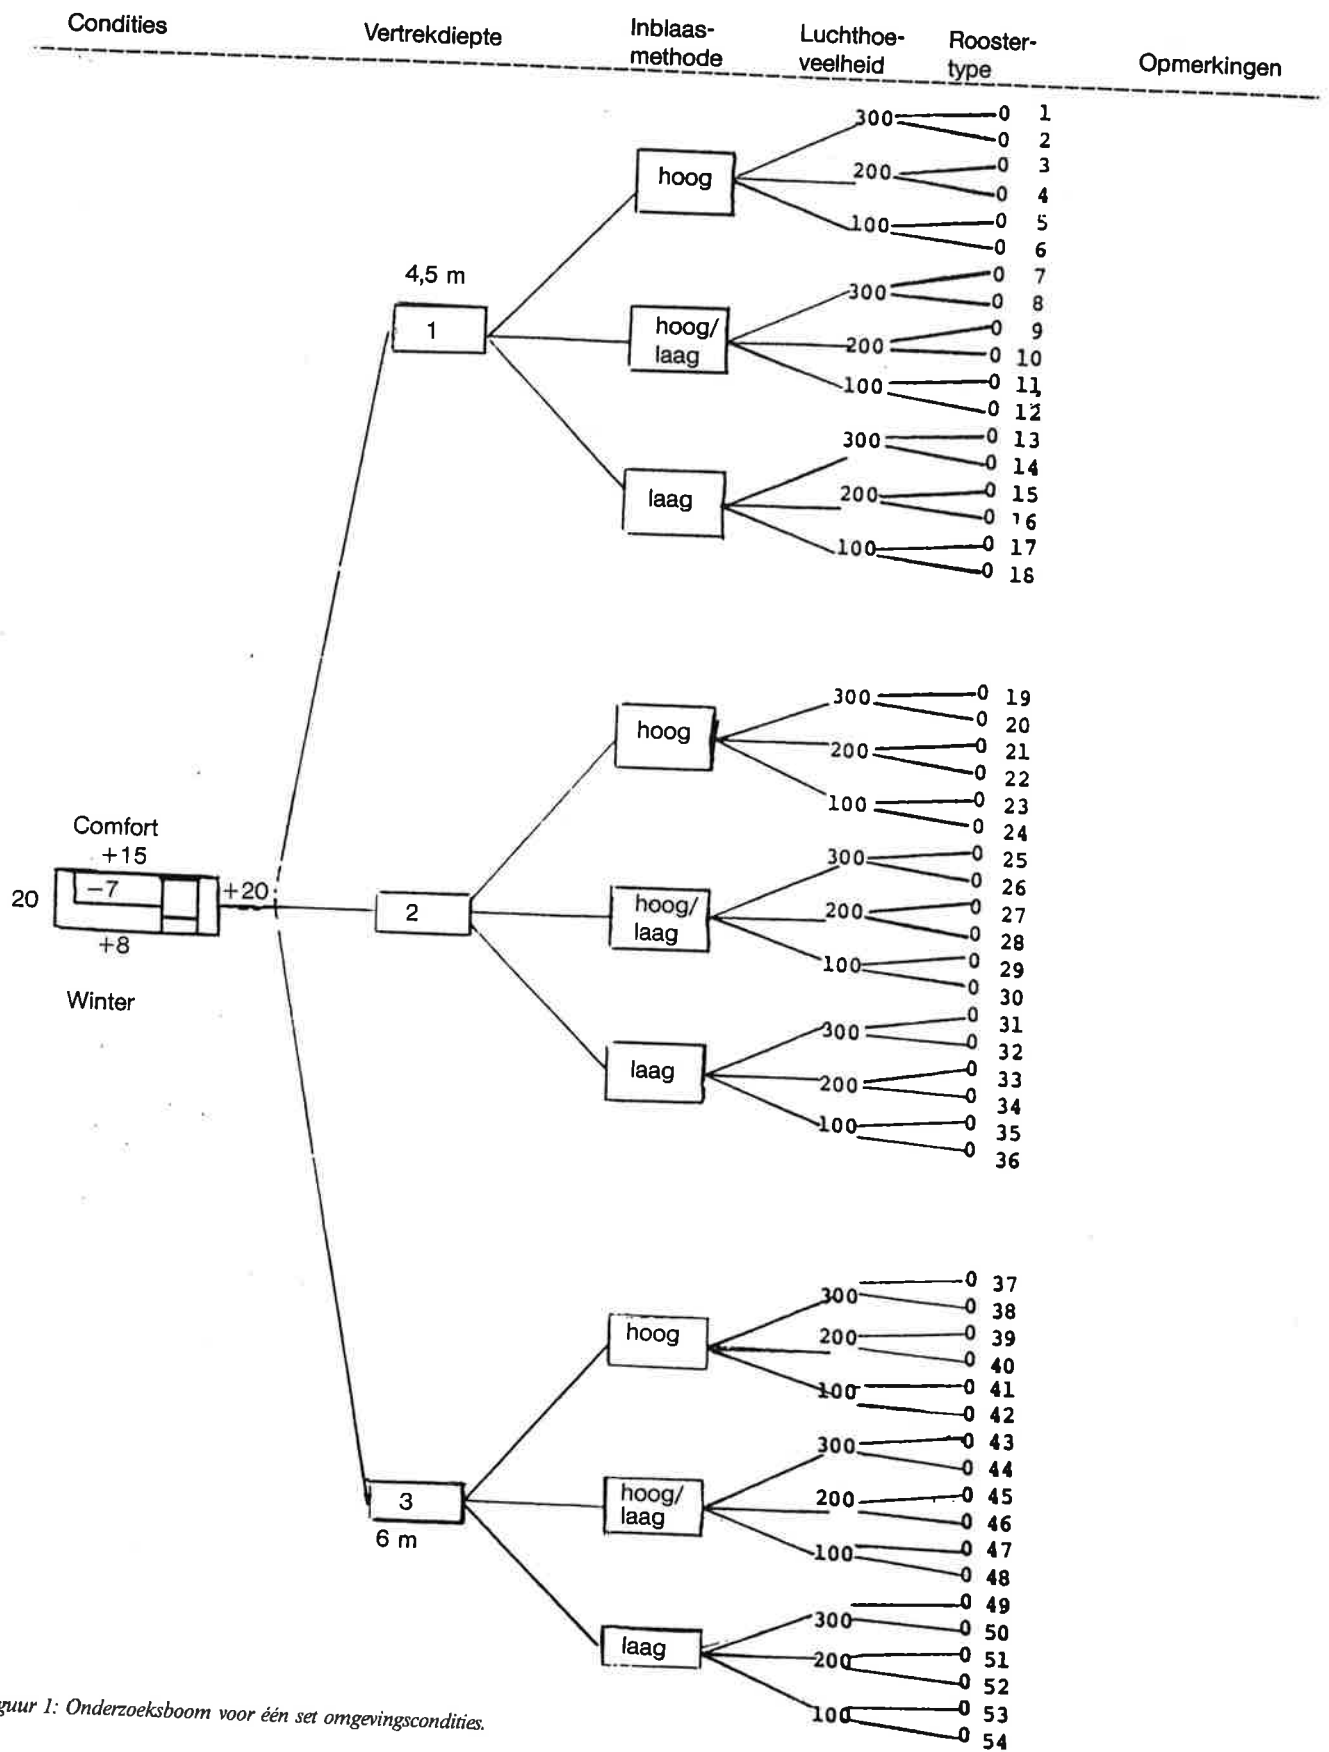 Condities Vertrekdiepte Inblaas- Luchthoe- Rooster- Opmerkingen
methode veelheid type
300 0 1
0 2
hoog 200 0 3
0 4
100 0 5
0 6
4,5 m
1
300 0 7
0 8
hoog/ 200 0 9
laag 0 10
100 0 11
0 12
300 0 13
0 14
laag 200 0 15
0 16
100 0 17
0 18
300 0 19
0 20
hoog 200 0 21
0 22
100 0 23
0 24
Comfort
+15
20 -7 +20
+8
Winter
2
300 0 25
0 26
hoog/ 200 0 27
laag 0 28
100 0 29
0 30
300 0 31
0 32
laag 200 0 33
0 34
100 0 35
0 36
300 0 37
0 38
hoog 200 0 39
0 40
100 0 41
0 42
3
6 m
300 0 43
0 44
hoog/ 200 0 45
laag 0 46
100 0 47
0 48
300 0 49
0 50
laag 200 0 51
0 52
100 0 53
0 54
guur 1: Onderzoeksboom voor één set omgevingscondities.